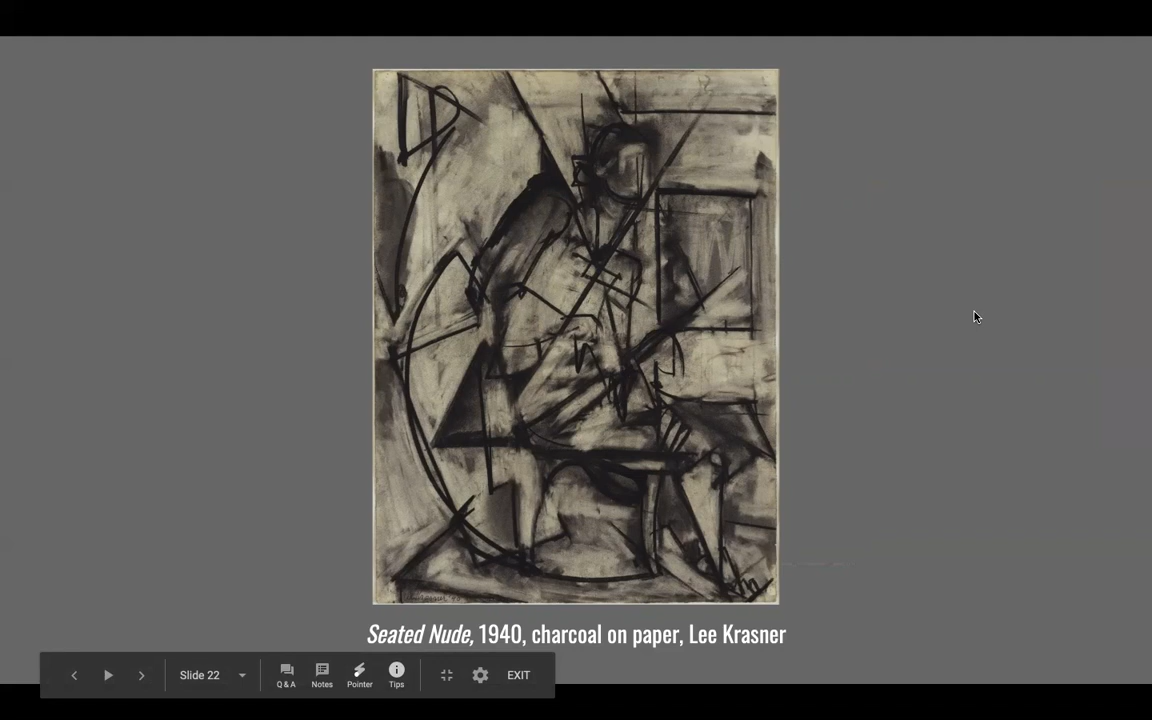 Seated Nude, 1940, charcoal on paper, Lee Krasner
Slide 22
Q & A
Notes
Pointer
Tips
EXIT